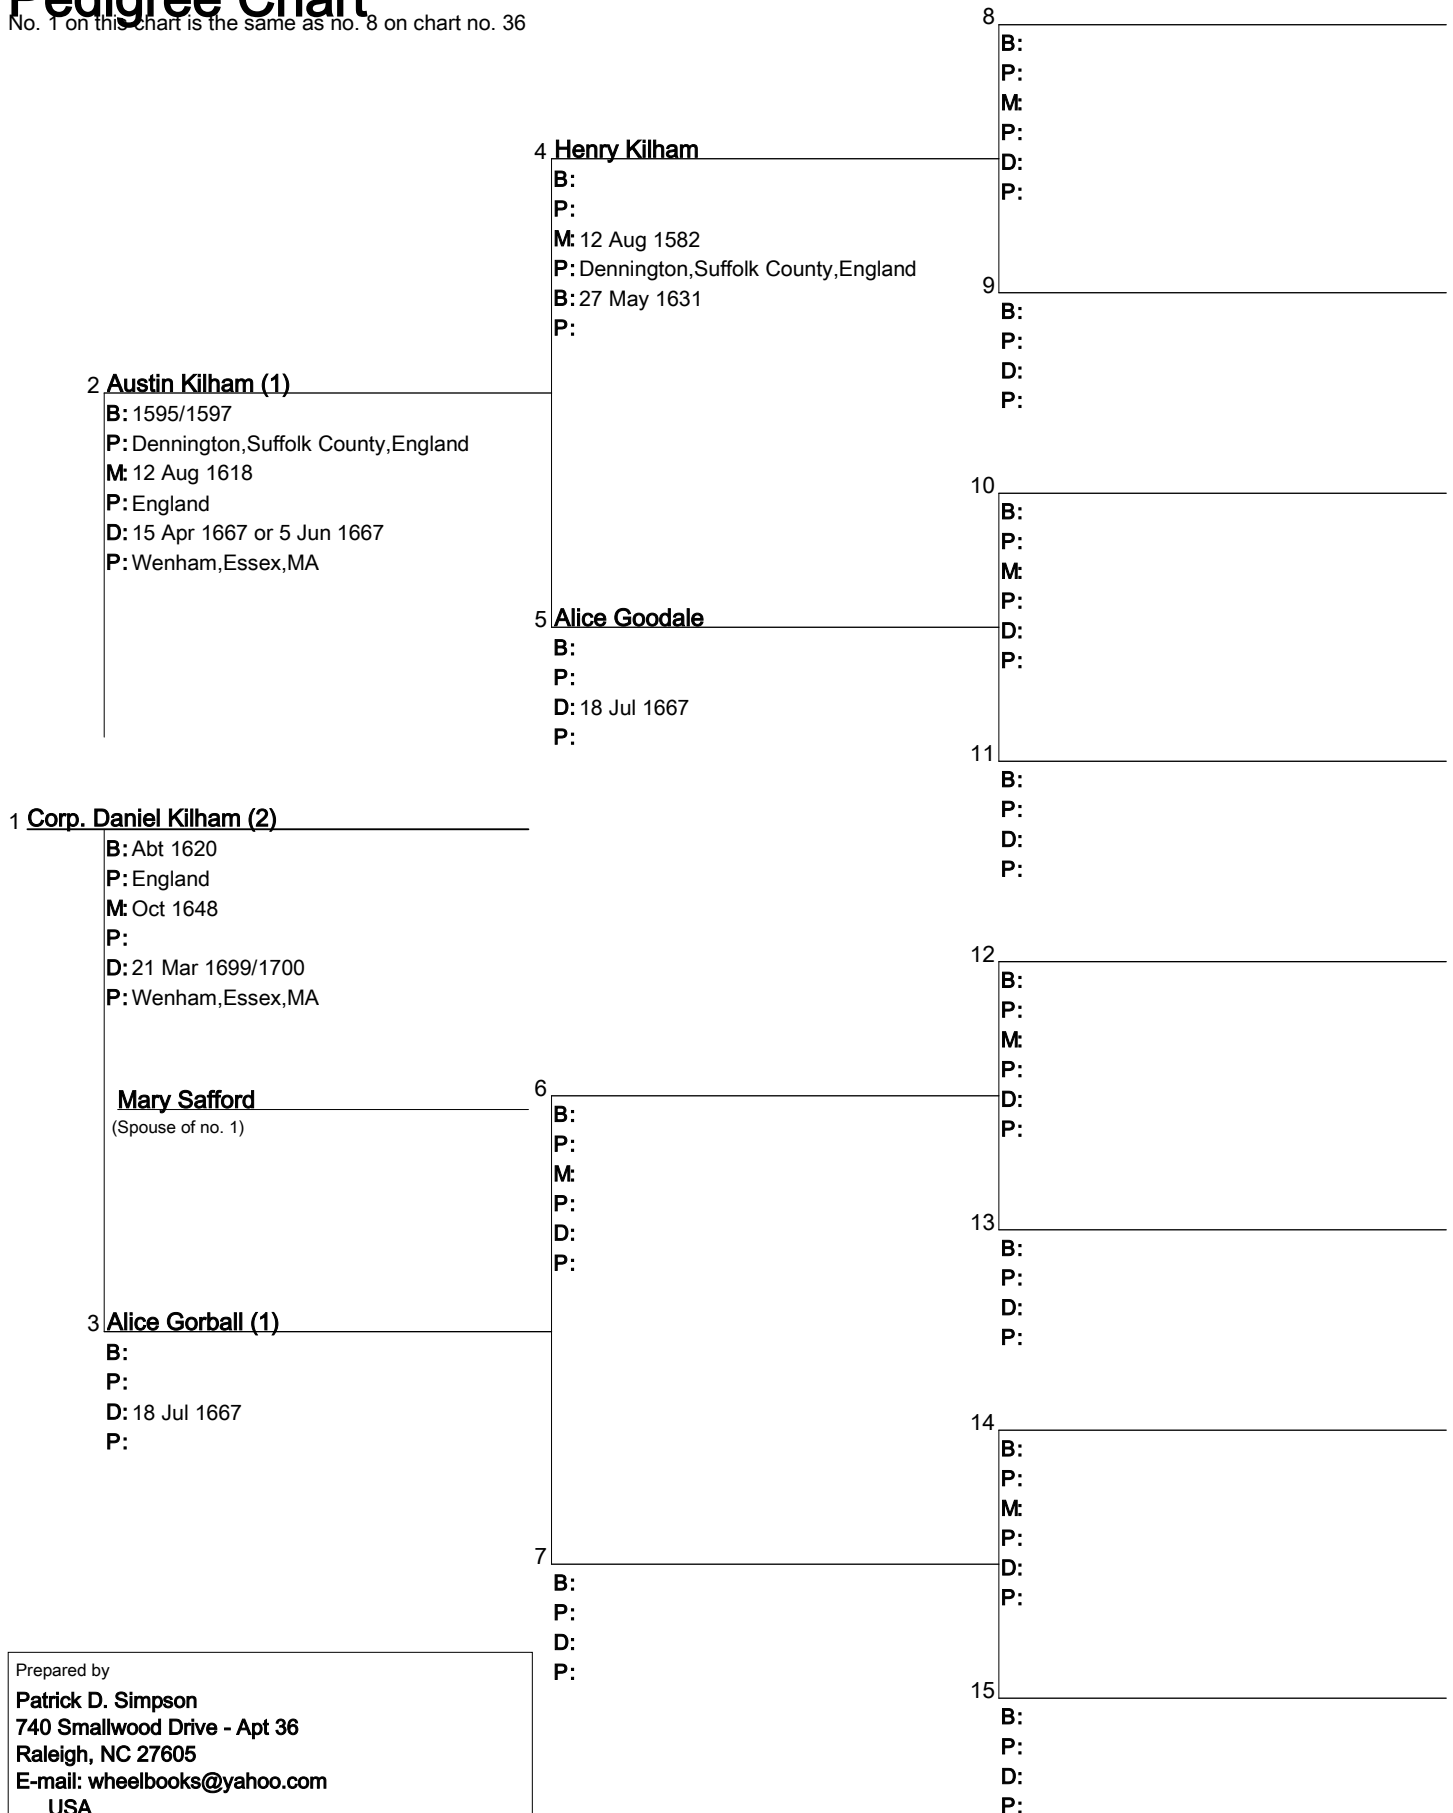 Pedigree Chart
No. 1 on this chart is the same as no. 8 on chart no. 36
8
B:
P:
M:
P:
D:
P:
4 Henry Kilham
B:
P:
M: 12 Aug 1582
P: Dennington,Suffolk County,England
B: 27 May 1631
P:
9
B:
P:
D:
P:
2 Austin Kilham (1)
B: 1595/1597
P: Dennington,Suffolk County,England
M: 12 Aug 1618
P: England
D: 15 Apr 1667 or 5 Jun 1667
P: Wenham,Essex,MA
10
B:
P:
M:
P:
D:
P:
5 Alice Goodale
B:
P:
D: 18 Jul 1667
P:
11
B:
P:
D:
P:
1 Corp. Daniel Kilham (2)
B: Abt 1620
P: England
M: Oct 1648
P:
D: 21 Mar 1699/1700
P: Wenham,Essex,MA
12
B:
P:
M:
P:
D:
P:
Mary Safford
(Spouse of no. 1)
6
B:
P:
M:
P:
D:
P:
13
B:
P:
D:
P:
3 Alice Gorball (1)
B:
P:
D: 18 Jul 1667
P:
14
B:
P:
M:
P:
D:
P:
7
B:
P:
D:
P:
15
B:
P:
D:
P:
Prepared by
Patrick D. Simpson
740 Smallwood Drive - Apt 36
Raleigh, NC 27605
E-mail: wheelbooks@yahoo.com
USA